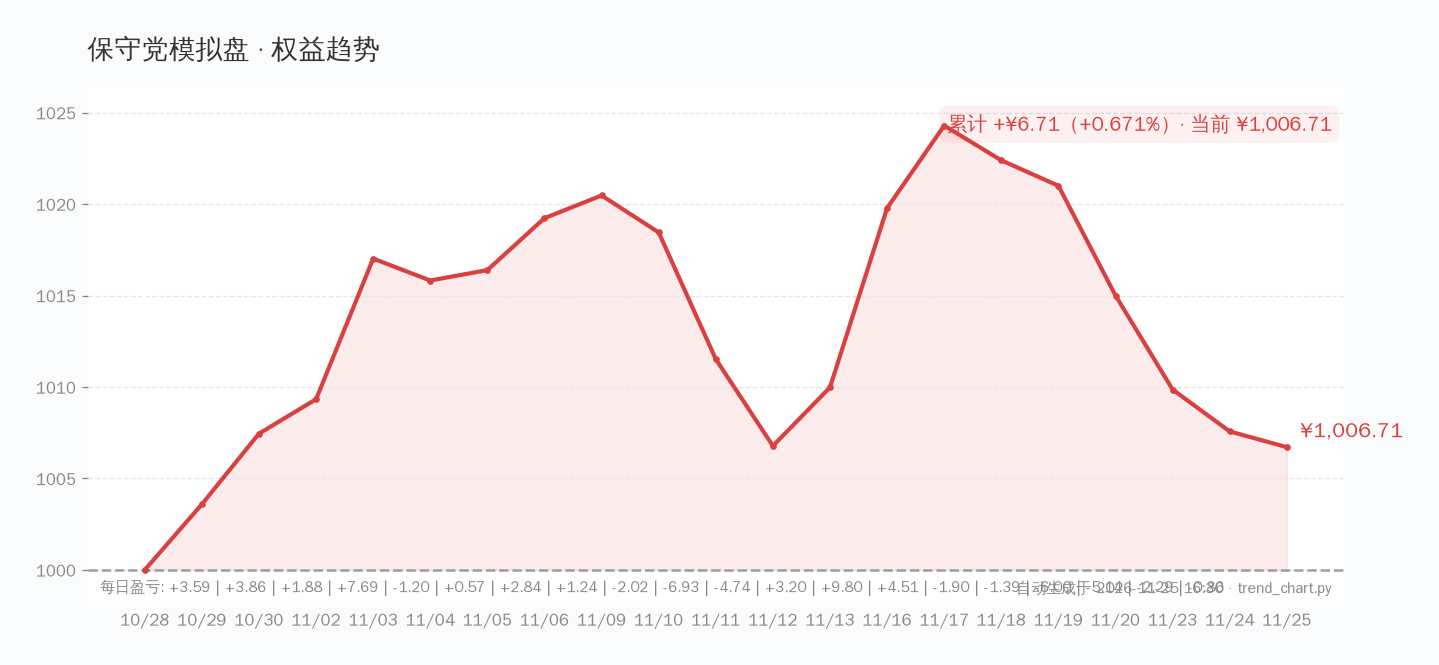 保守党模拟盘 · 权益趋势
1025
累计 +¥6.71（+0.671%）· 当前 ¥1,006.71
1020
1015
1010
¥1,006.71
1005
1000
每日盈亏: +3.59 | +3.86 | +1.88 | +7.69 | -1.20 | +0.57 | +2.84 | +1.24 | -2.02 | -6.93 | -4.74 | +3.20 | +9.80 | +4.51 | -1.90 | -1.39 |
trend_chart.py
10/28 10/29 10/30 11/02 11/03 11/04 11/05 11/06 11/09 11/10 11/11 11/12 11/13 11/16 11/17 11/18 11/19 11/20 11/23 11/24 11/25